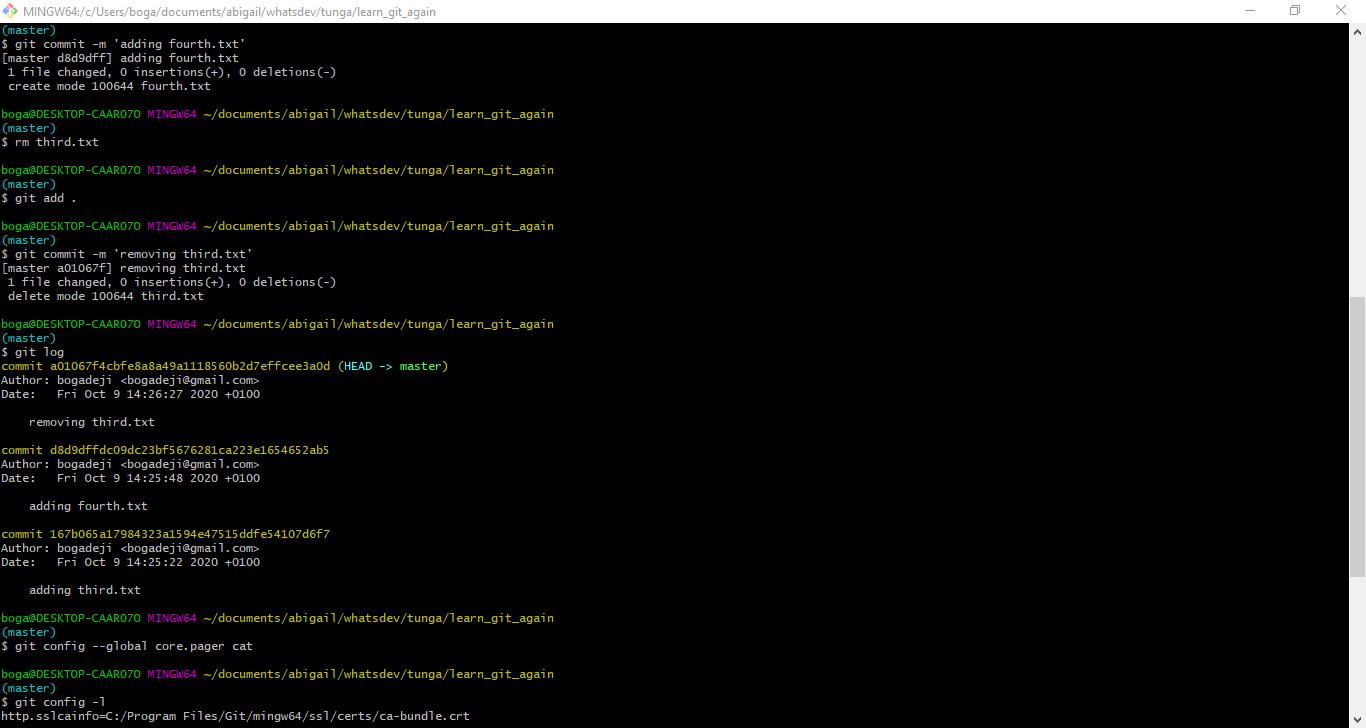 MINGW64:/c/Users/boga/documents/abigail/whatsdev/tunga/learn_git_again
(master)
$ git commit -m 'adding fourth.txt'
[master d8d9dff] adding fourth.txt
 1 file changed, 0 insertions(+), 0 deletions(-)
 create mode 100644 fourth.txt

boga@DESKTOP-CAARO7O MINGW64 ~/documents/abigail/whatsdev/tunga/learn_git_again
(master)
$ rm third.txt

boga@DESKTOP-CAARO7O MINGW64 ~/documents/abigail/whatsdev/tunga/learn_git_again
(master)
$ git add .

boga@DESKTOP-CAARO7O MINGW64 ~/documents/abigail/whatsdev/tunga/learn_git_again
(master)
$ git commit -m 'removing third.txt'
[master a01067f] removing third.txt
 1 file changed, 0 insertions(+), 0 deletions(-)
 delete mode 100644 third.txt

boga@DESKTOP-CAARO7O MINGW64 ~/documents/abigail/whatsdev/tunga/learn_git_again
(master)
$ git log
commit a01067f4cbfe8a8a49a1118560b2d7effcee3a0d (HEAD -> master)
Author: bogadeji <bogadeji@gmail.com>
Date:   Fri Oct 9 14:26:27 2020 +0100

    removing third.txt

commit d8d9dffdc09dc23bf5676281ca223e1654652ab5
Author: bogadeji <bogadeji@gmail.com>
Date:   Fri Oct 9 14:25:48 2020 +0100

    adding fourth.txt

commit 167b065a17984323a1594e47515ddfe54107d6f7
Author: bogadeji <bogadeji@gmail.com>
Date:   Fri Oct 9 14:25:22 2020 +0100

    adding third.txt

boga@DESKTOP-CAARO7O MINGW64 ~/documents/abigail/whatsdev/tunga/learn_git_again
(master)
$ git config --global core.pager cat

boga@DESKTOP-CAARO7O MINGW64 ~/documents/abigail/whatsdev/tunga/learn_git_again
(master)
$ git config -l
http.sslcainfo=C:/Program Files/Git/mingw64/ssl/certs/ca-bundle.crt